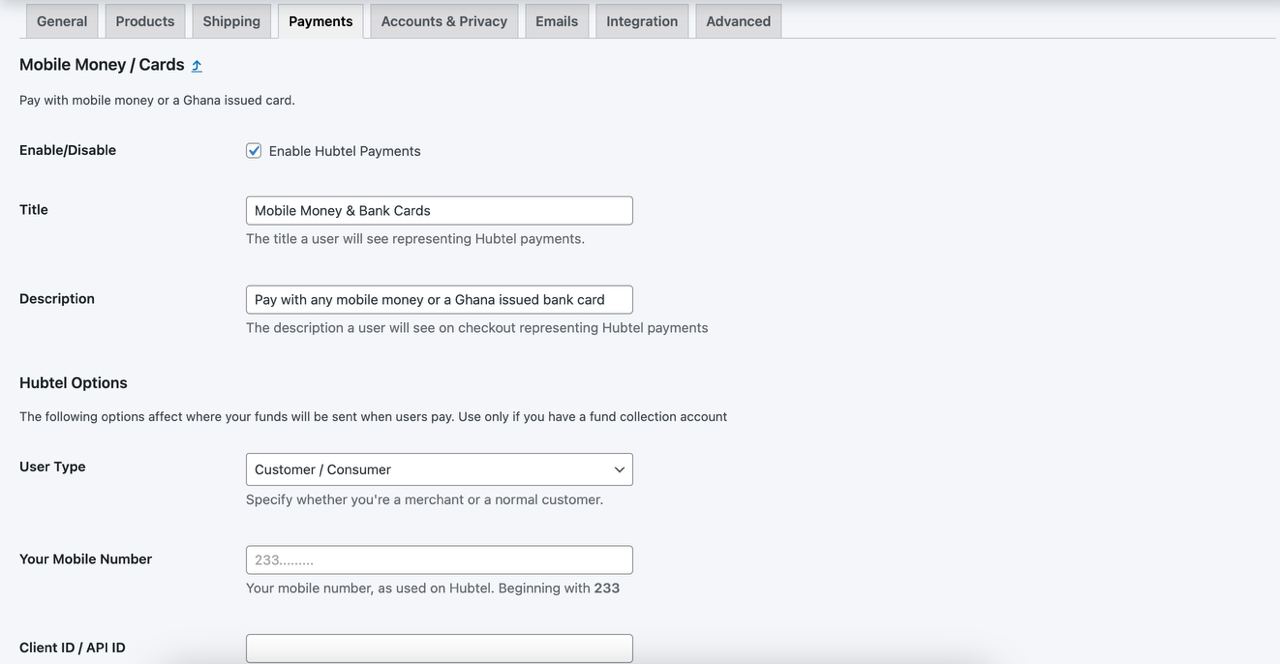 General Products Shipping Payments Accounts & Privacy Emails Integration Advanced
Mobile Money / Cards ⤴
Pay with mobile money or a Ghana issued card.
Enable/Disable Enable Hubtel Payments
Title Mobile Money & Bank Cards
The title a user will see representing Hubtel payments.
Description Pay with any mobile money or a Ghana issued bank card
The description a user will see on checkout representing Hubtel payments
Hubtel Options
The following options affect where your funds will be sent when users pay. Use only if you have a fund collection account
User Type Customer / Consumer
Specify whether you're a merchant or a normal customer.
Your Mobile Number 233.........
Your mobile number, as used on Hubtel. Beginning with 233
Client ID / API ID